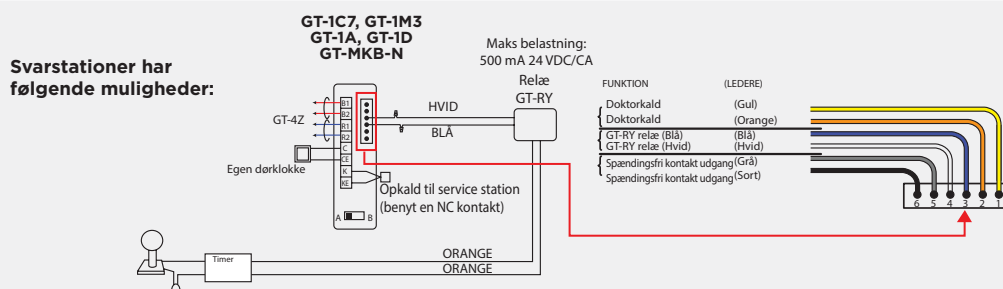 Svarstationer har
følgende muligheder:
GT-1C7, GT-1M3
GT-1A, GT-1D
GT-MKB-N
Maks belastning:
500 mA 24 VDC/CA
Relæ
GT-RY
HVID
BLÅ
GT-4Z
B1
B2
R1
R2
C
CE
K
KE
A B
Egen dørklokke
Opkald til service station
(benyt en NC kontakt)
Timer
ORANGE
ORANGE
FUNKTION (LEDERE)
Doktorkald (Gul)
Doktorkald (Orange)
GT-RY relæ (Blå) (Blå)
GT-RY relæ (Hvid) (Hvid)
Spændingsfri kontakt udgang (Grå)
Spændingsfri kontakt udgang (Sort)
6 5 4 3 2 1